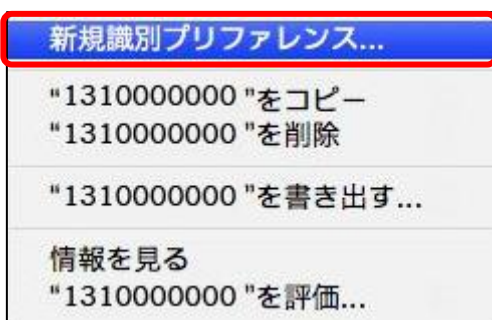 新規識別プリファレンス...
"1310000000 "をコピー
"1310000000 "を削除
"1310000000 "を書き出す...
情報を見る
"1310000000 "を評価...